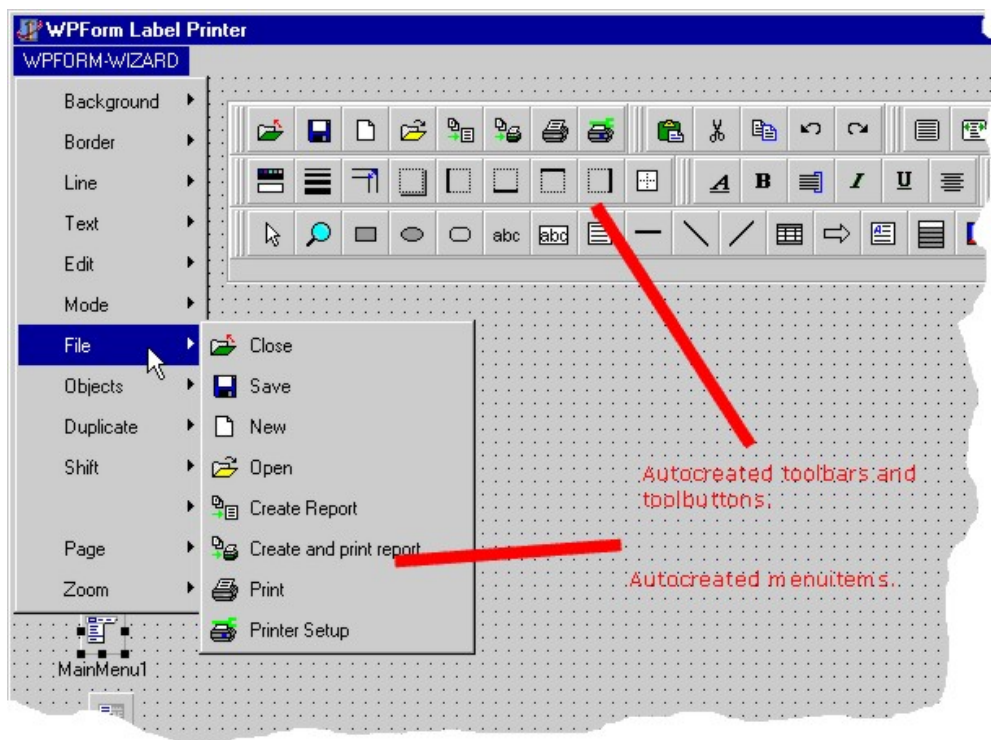 WPForm Label Printer
WPFORM-WIZARD
Background
Border
Line
Text
Edit
Mode
File
Objects
Duplicate
Shift
Page
Zoom
Close
Save
New
Open
Create Report
Create and print report
Print
Printer Setup
A B I U
abc abc
Autocreated toolbars and
toolbuttons.
Autocreated menuitems.
MainMenu1